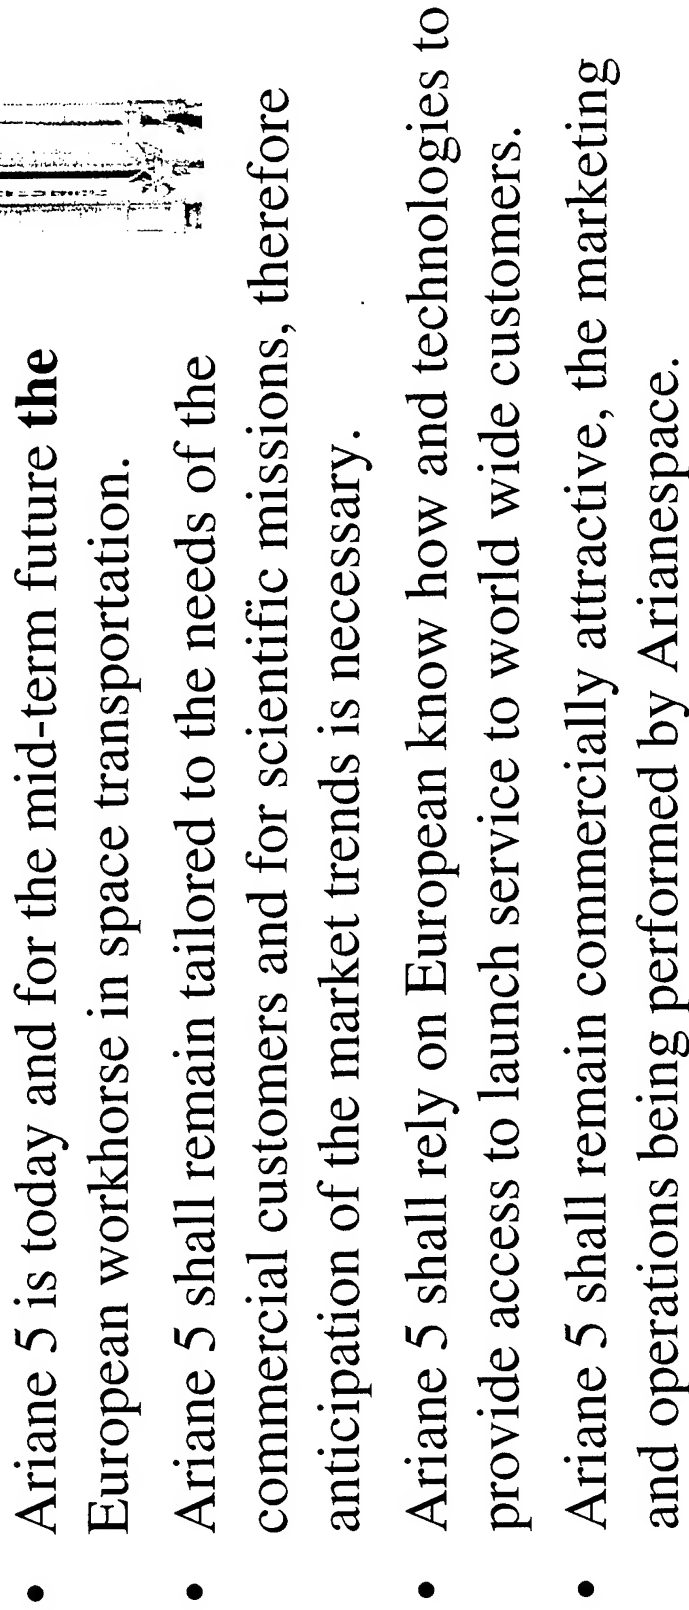 • Ariane 5 is today and for the mid-term future the
European workhorse in space transportation.
• Ariane 5 shall remain tailored to the needs of the
commercial customers and for scientific missions, therefore
anticipation of the market trends is necessary.
• Ariane 5 shall rely on European know how and technologies to
provide access to launch service to world wide customers.
• Ariane 5 shall remain commercially attractive, the marketing
and operations being performed by Arianespace.